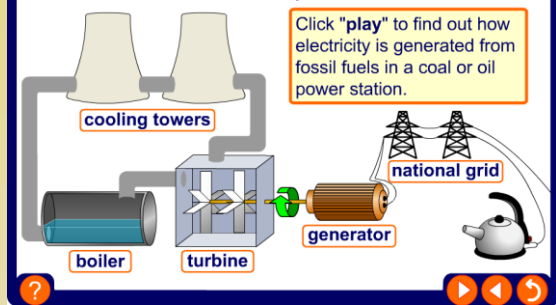 Click "play" to find out how
electricity is generated from
fossil fuels in a coal or oil
power station.
cooling towers
national grid
generator
boiler
turbine
?